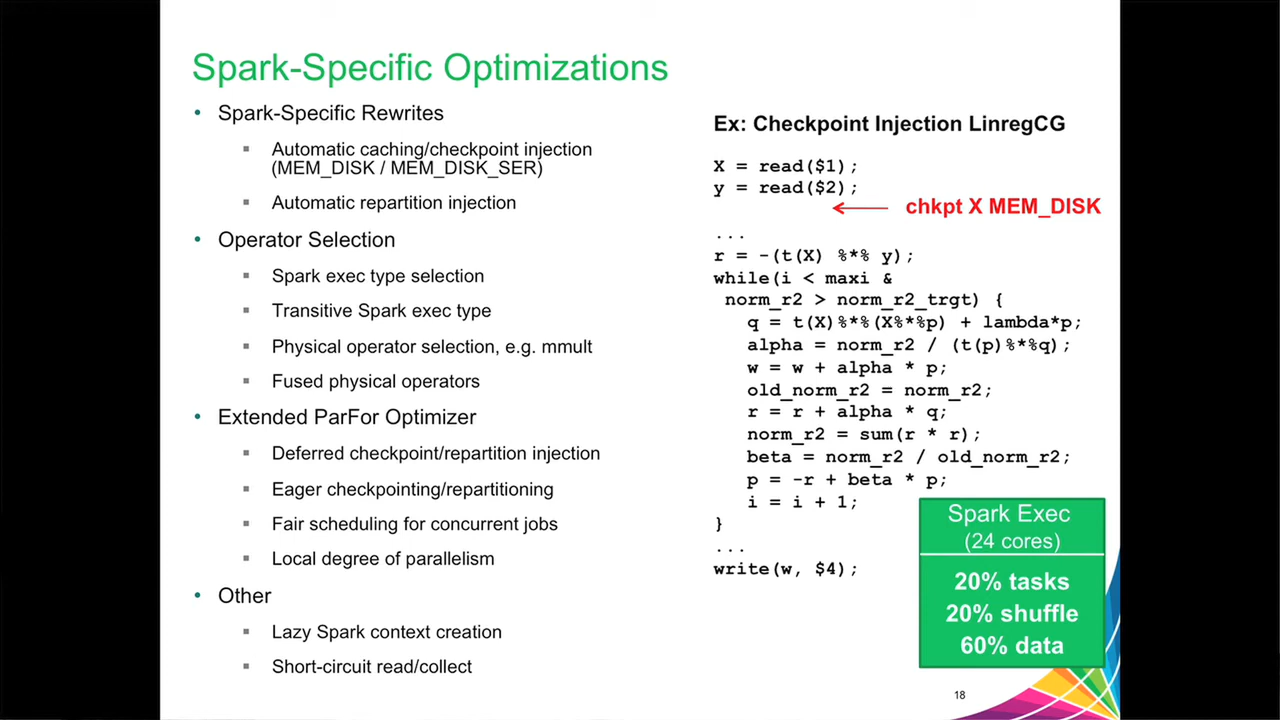 Spark-Specific Optimizations
• Spark-Specific Rewrites
▪ Automatic caching/checkpoint injection
(MEM_DISK / MEM_DISK_SER)
▪ Automatic repartition injection
• Operator Selection
▪ Spark exec type selection
▪ Transitive Spark exec type
▪ Physical operator selection, e.g. mmult
▪ Fused physical operators
• Extended ParFor Optimizer
▪ Deferred checkpoint/repartition injection
▪ Eager checkpointing/repartitioning
▪ Fair scheduling for concurrent jobs
▪ Local degree of parallelism
• Other
▪ Lazy Spark context creation
▪ Short-circuit read/collect
Ex: Checkpoint Injection LinregCG
X = read($1);
y = read($2);
chkpt X MEM_DISK
...
r = -(t(X) %*% y);
while(i < maxi &
norm_r2 > norm_r2_trgt) {
q = t(X)%*%(X%*%p) + lambda*p;
alpha = norm_r2 / (t(p)%*%q);
w = w + alpha * p;
old_norm_r2 = norm_r2;
r = r + alpha * q;
norm_r2 = sum(r * r);
beta = norm_r2 / old_norm_r2;
p = -r + beta * p;
i = i + 1;
}
...
write(w, $4);
Spark Exec
(24 cores)
20% tasks
20% shuffle
60% data
18